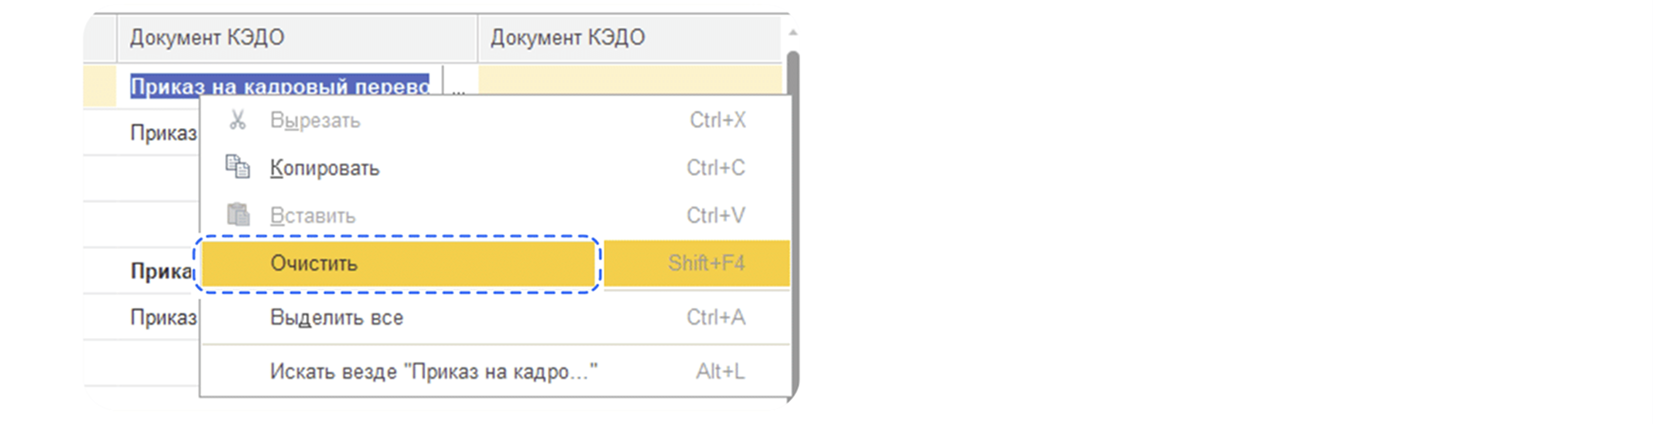 Документ КЭДО Документ КЭДО
Приказ на кадровый перево ...
Вырезать Ctrl+X
Приказ
Копировать Ctrl+C
Вставить Ctrl+V
Очистить Shift+F4
Прика
Приказ Выделить все Ctrl+A
Искать везде "Приказ на кадро..." Alt+L